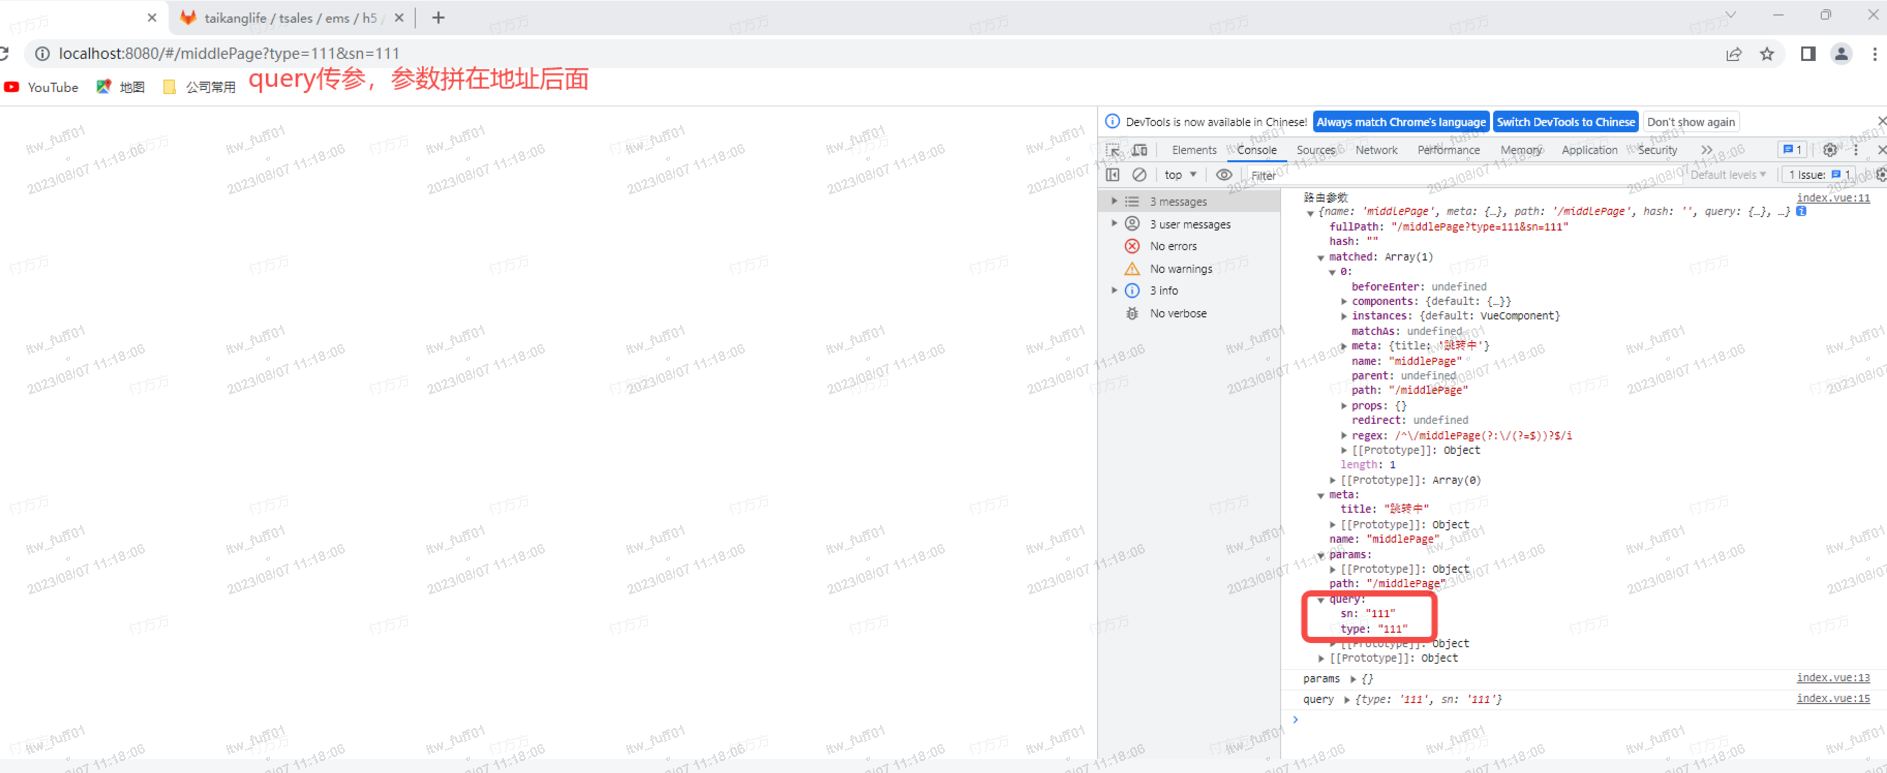 taikanglife / tsales / ems / h5 /
localhost:8080/#/middlePage?type=111&sn=111
YouTube 地图 公司常用
query传参，参数拼在地址后面
DevTools is now available in Chinese! Always match Chrome's language Switch DevTools to Chinese Don't show again
Elements Console Sources Network Performance Memory Application Security 1
top Filter Default levels 1 Issue: 1
3 messages
3 user messages
No errors
No warnings
3 info
No verbose
路由参数 index.vue:11
{name: 'middlePage', meta: {…}, path: '/middlePage', hash: '', query: {…}, …}
fullPath: "/middlePage?type=111&sn=111"
hash: ""
matched: Array(1)
0:
beforeEnter: undefined
components: {default: {…}}
instances: {default: VueComponent}
matchAs: undefined
meta: {title: '跳转中'}
name: "middlePage"
parent: undefined
path: "/middlePage"
props: {}
redirect: undefined
regex: /^\/middlePage(?:\/(?=$))?$/i
[[Prototype]]: Object
length: 1
[[Prototype]]: Array(0)
meta:
title: "跳转中"
[[Prototype]]: Object
name: "middlePage"
params:
[[Prototype]]: Object
path: "/middlePage"
query:
sn: "111"
type: "111"
[[Prototype]]: Object
[[Prototype]]: Object
params {} index.vue:13
query {type: '111', sn: '111'} index.vue:15
itw_fuff01
2023/08/07 11:18:06
付方方